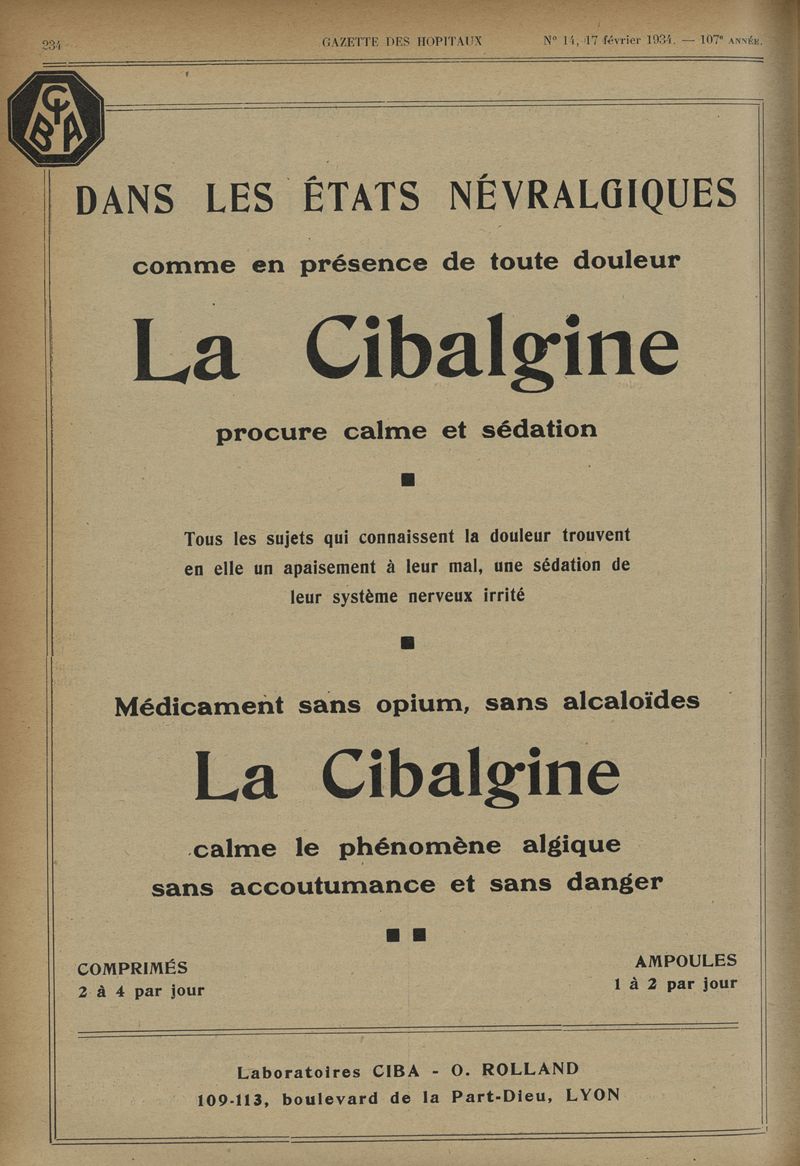 234
GAZETTE DES HOPITAUX
N° 14, 17 février 1934. — 107e ANNÉE.
CIBA
DANS LES ÉTATS NÉVRALGIQUES
comme en présence de toute douleur
La Cibalgine
procure calme et sédation
Tous les sujets qui connaissent la douleur trouvent
en elle un apaisement à leur mal, une sédation de
leur système nerveux irrité
Médicament sans opium, sans alcaloïdes
La Cibalgine
calme le phénomène algique
sans accoutumance et sans danger
COMPRIMÉS
2 à 4 par jour
AMPOULES
1 à 2 par jour
Laboratoires CIBA - O. ROLLAND
109-113, boulevard de la Part-Dieu, LYON